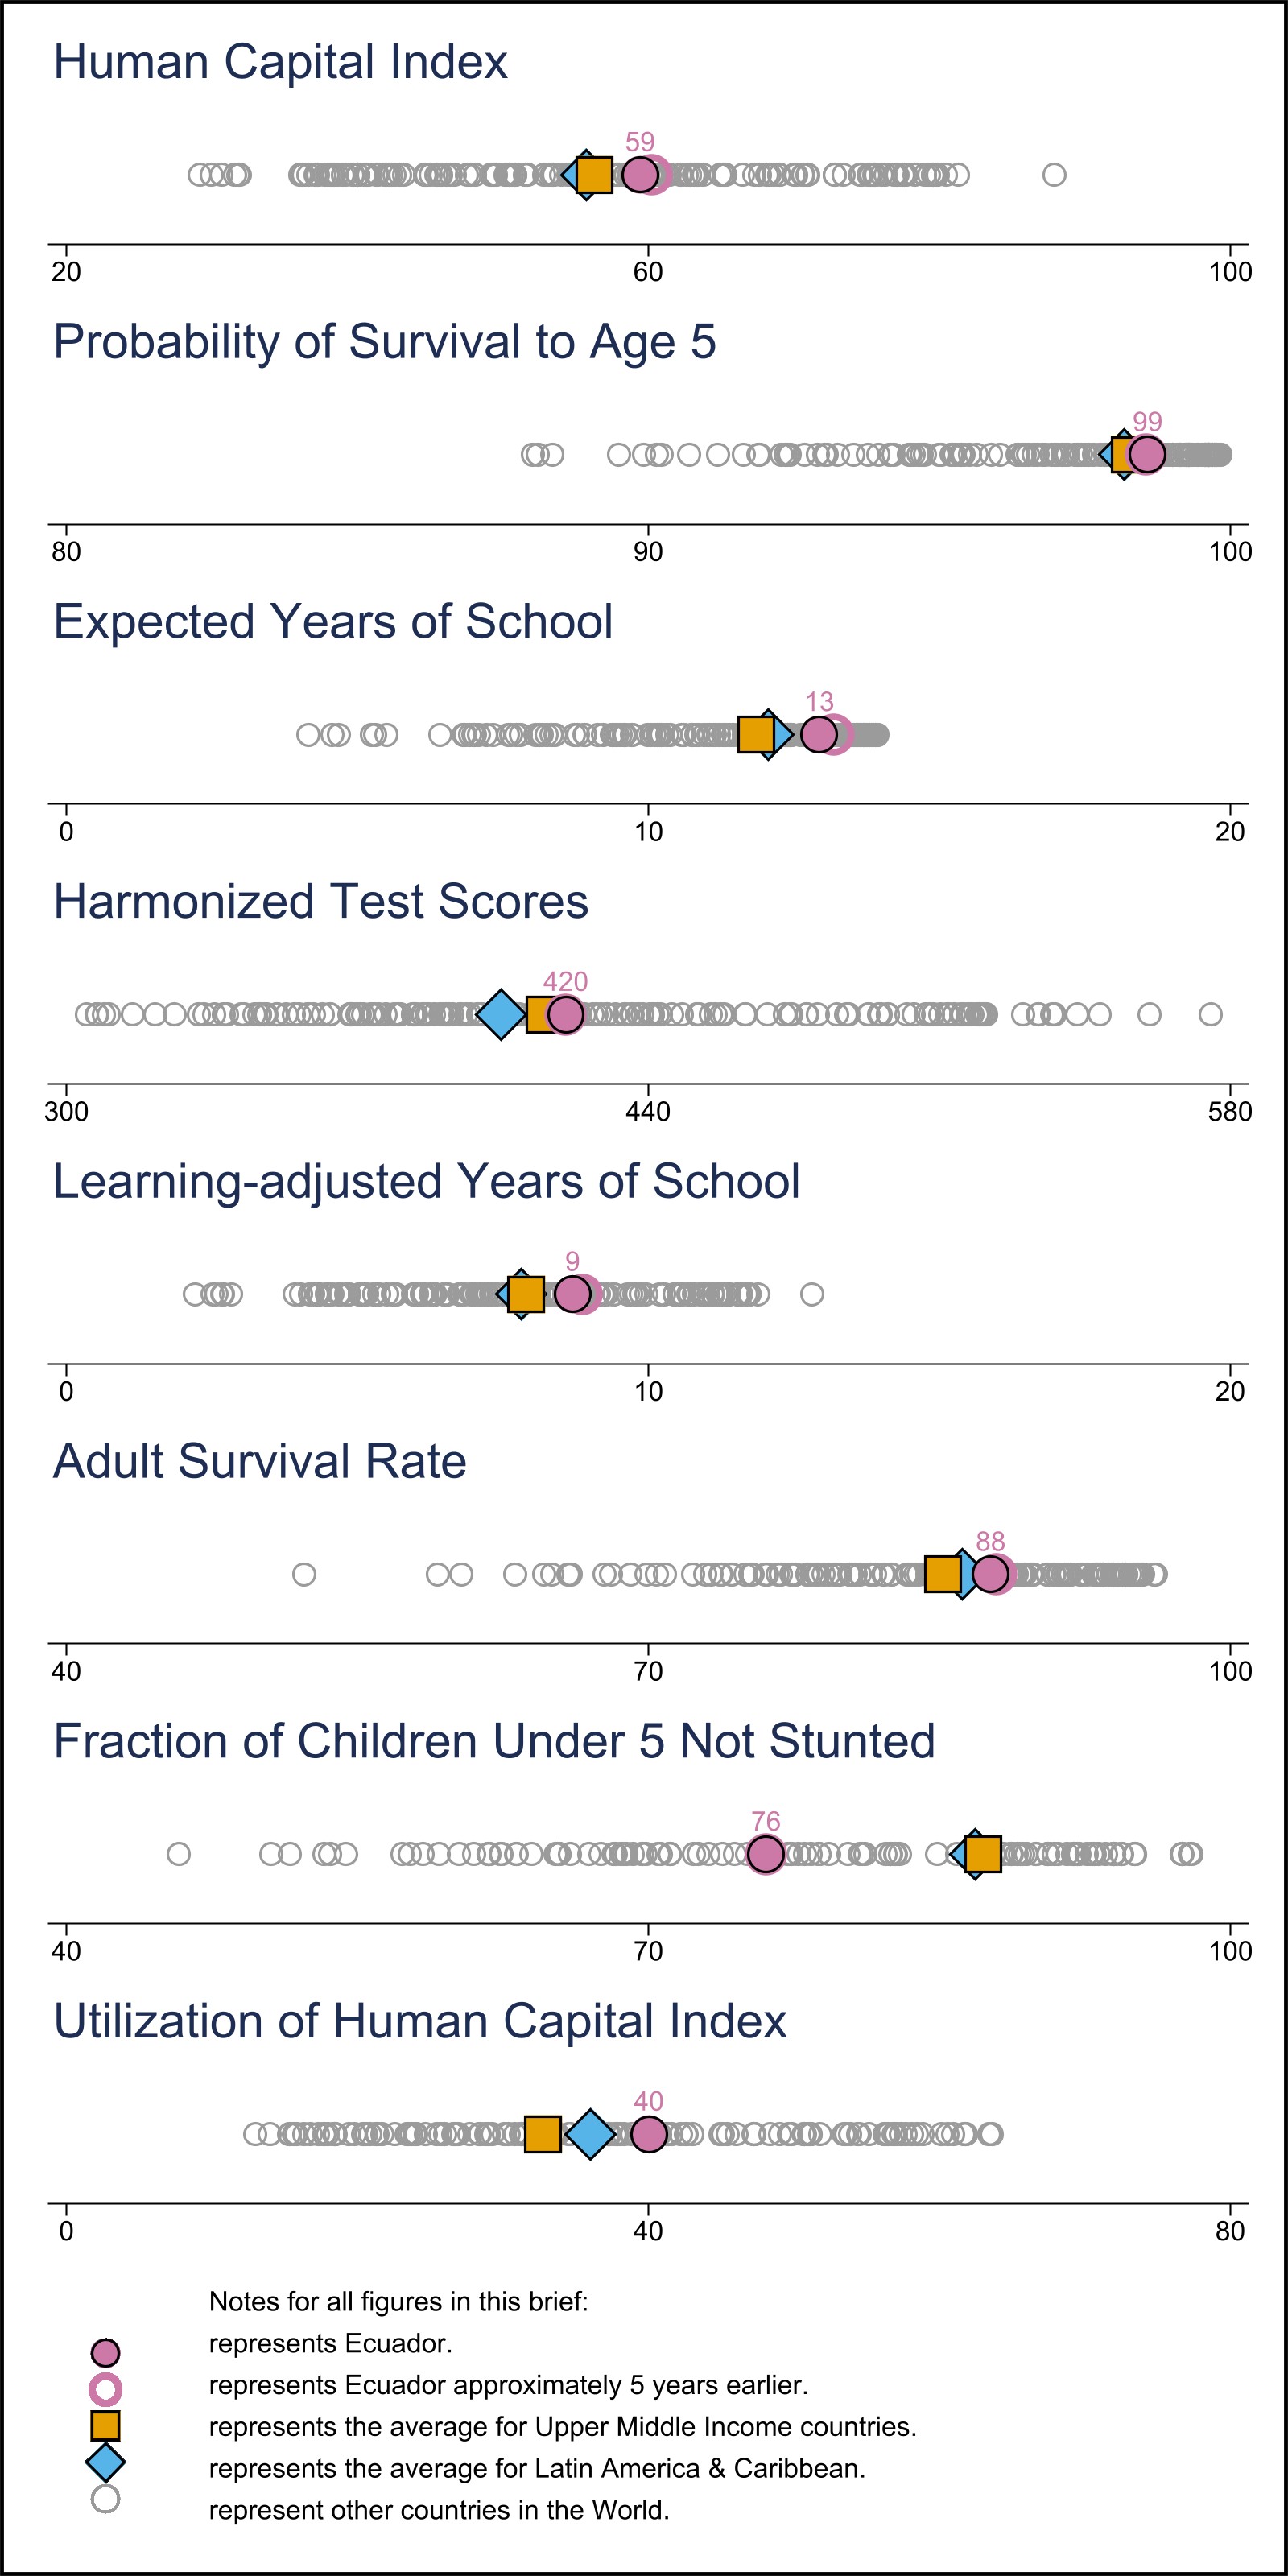 Human Capital Index
59
20 60 100
Probability of Survival to Age 5
99
80 90 100
Expected Years of School
13
0 10 20
Harmonized Test Scores
420
300 440 580
Learning-adjusted Years of School
9
0 10 20
Adult Survival Rate
88
40 70 100
Fraction of Children Under 5 Not Stunted
76
40 70 100
Utilization of Human Capital Index
40
0 40 80
Notes for all figures in this brief:
represents Ecuador.
represents Ecuador approximately 5 years earlier.
represents the average for Upper Middle Income countries.
represents the average for Latin America & Caribbean.
represent other countries in the World.